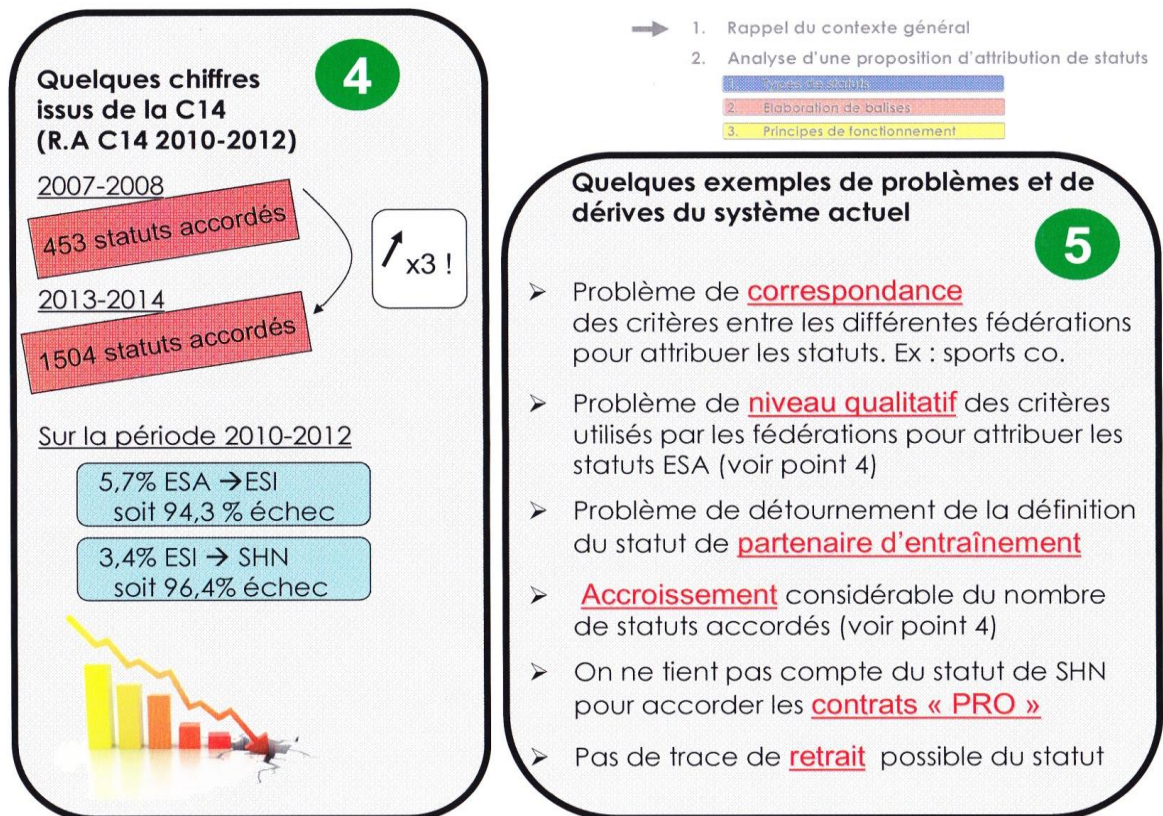 ➔ 1. Rappel du contexte général
2. Analyse d'une proposition d'attribution de statuts
1. Types de statuts
2. Elaboration de balises
3. Principes de fonctionnement
4
Quelques chiffres
issus de la C14
(R.A C14 2010-2012)
2007-2008
453 statuts accordés
x3 !
2013-2014
1504 statuts accordés
Sur la période 2010-2012
5,7% ESA →ESI
soit 94,3 % échec
3,4% ESI → SHN
soit 96,4% échec
Quelques exemples de problèmes et de
dérives du système actuel
5
➢ Problème de correspondance
des critères entre les différentes fédérations
pour attribuer les statuts. Ex : sports co.
➢ Problème de niveau qualitatif des critères
utilisés par les fédérations pour attribuer les
statuts ESA (voir point 4)
➢ Problème de détournement de la définition
du statut de partenaire d'entraînement
➢ Accroissement considérable du nombre
de statuts accordés (voir point 4)
➢ On ne tient pas compte du statut de SHN
pour accorder les contrats « PRO »
➢ Pas de trace de retrait possible du statut